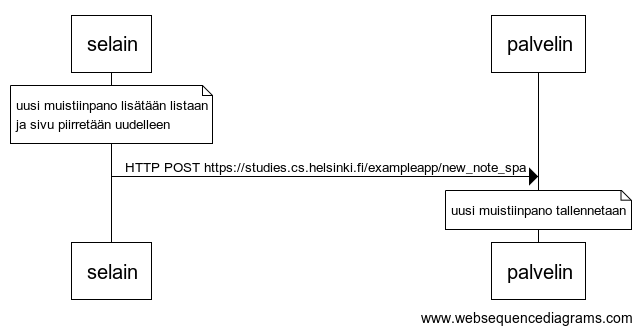 selain
palvelin
uusi muistiinpano lisätään listaan
ja sivu piirretään uudelleen
HTTP POST https://studies.cs.helsinki.fi/exampleapp/new_note_spa
uusi muistiinpano tallennetaan
selain
palvelin
www.websequencediagrams.com